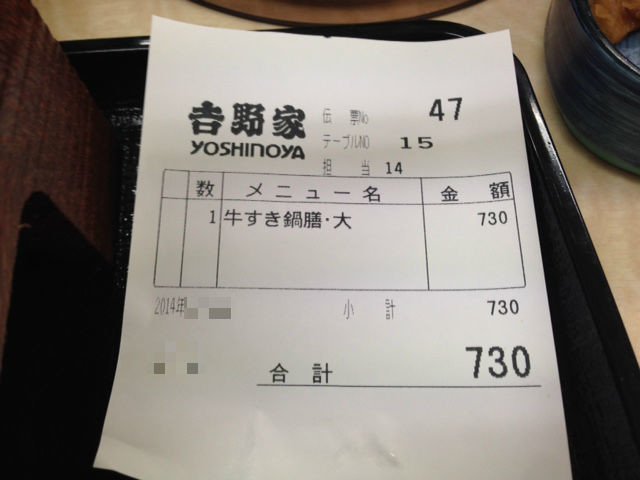 吉野家
YOSHINOYA
伝票No 47
テーブルNO 15
担当 14
数 メニュー名 金額
1 牛すき鍋膳・大 730
2014年 小計 730
合計 730